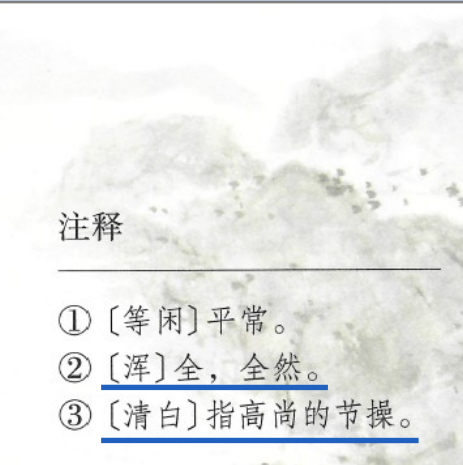 注释
①〔等闲〕平常。
②〔浑〕全，全然。
③〔清白〕指高尚的节操。